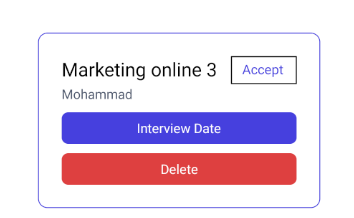 Marketing online 3 Accept
Mohammad
Interview Date
Delete